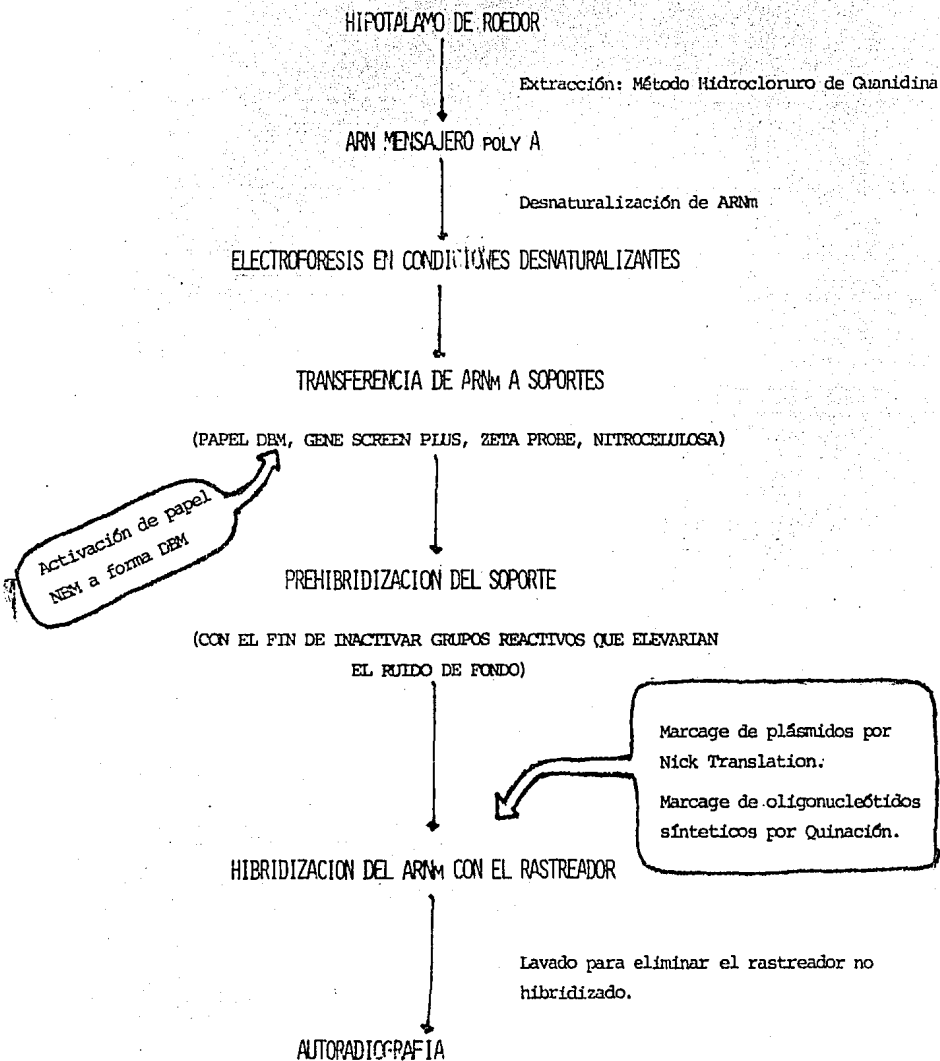 HIPOTALAMO DE ROEDOR
Extracción: Método Hidrocloruro de Guanidina
ARN MENSAJERO POLY A
Desnaturalización de ARNm
ELECTROFORESIS EN CONDICIONES DESNATURALIZANTES
TRANSFERENCIA DE ARNM A SOPORTES
(PAPEL DBM, GENE SCREEN PLUS, ZETA PROBE, NITROCELULOSA)
Activación de papel
NBM a forma DBM
PREHIBRIDIZACION DEL SOPORTE
(CON EL FIN DE INACTIVAR GRUPOS REACTIVOS QUE ELEVARIAN
EL RUIDO DE FONDO)
Marcage de plásmidos por
Nick Translation.
Marcage de oligonucleótidos
sínteticos por Quinación.
HIBRIDIZACION DEL ARNM CON EL RASTREADOR
Lavado para eliminar el rastreador no
hibridizado.
AUTORADIOGRAFIA